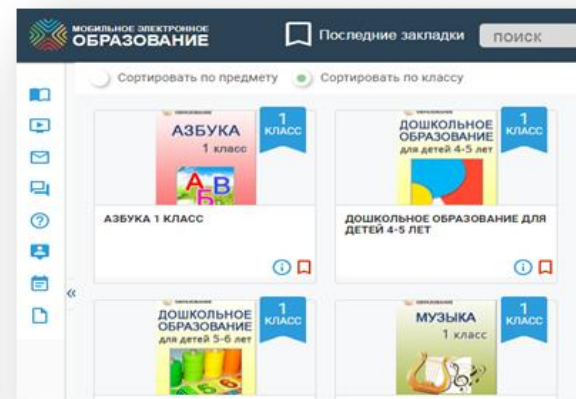 МОБИЛЬНОЕ ЭЛЕКТРОННОЕ
ОБРАЗОВАНИЕ
Последние закладки
ПОИСК
Сортировать по предмету
Сортировать по классу
АЗБУКА
1 класс
1
КЛАСС
А В
Б
АЗБУКА 1 КЛАСС
ДОШКОЛЬНОЕ
ОБРАЗОВАНИЕ
для детей 4-5 лет
1
КЛАСС
ДОШКОЛЬНОЕ ОБРАЗОВАНИЕ ДЛЯ
ДЕТЕЙ 4-5 ЛЕТ
«
ДОШКОЛЬНОЕ
ОБРАЗОВАНИЕ
для детей 5-6 лет
1
КЛАСС
МУЗЫКА
1 класс
1
КЛАСС